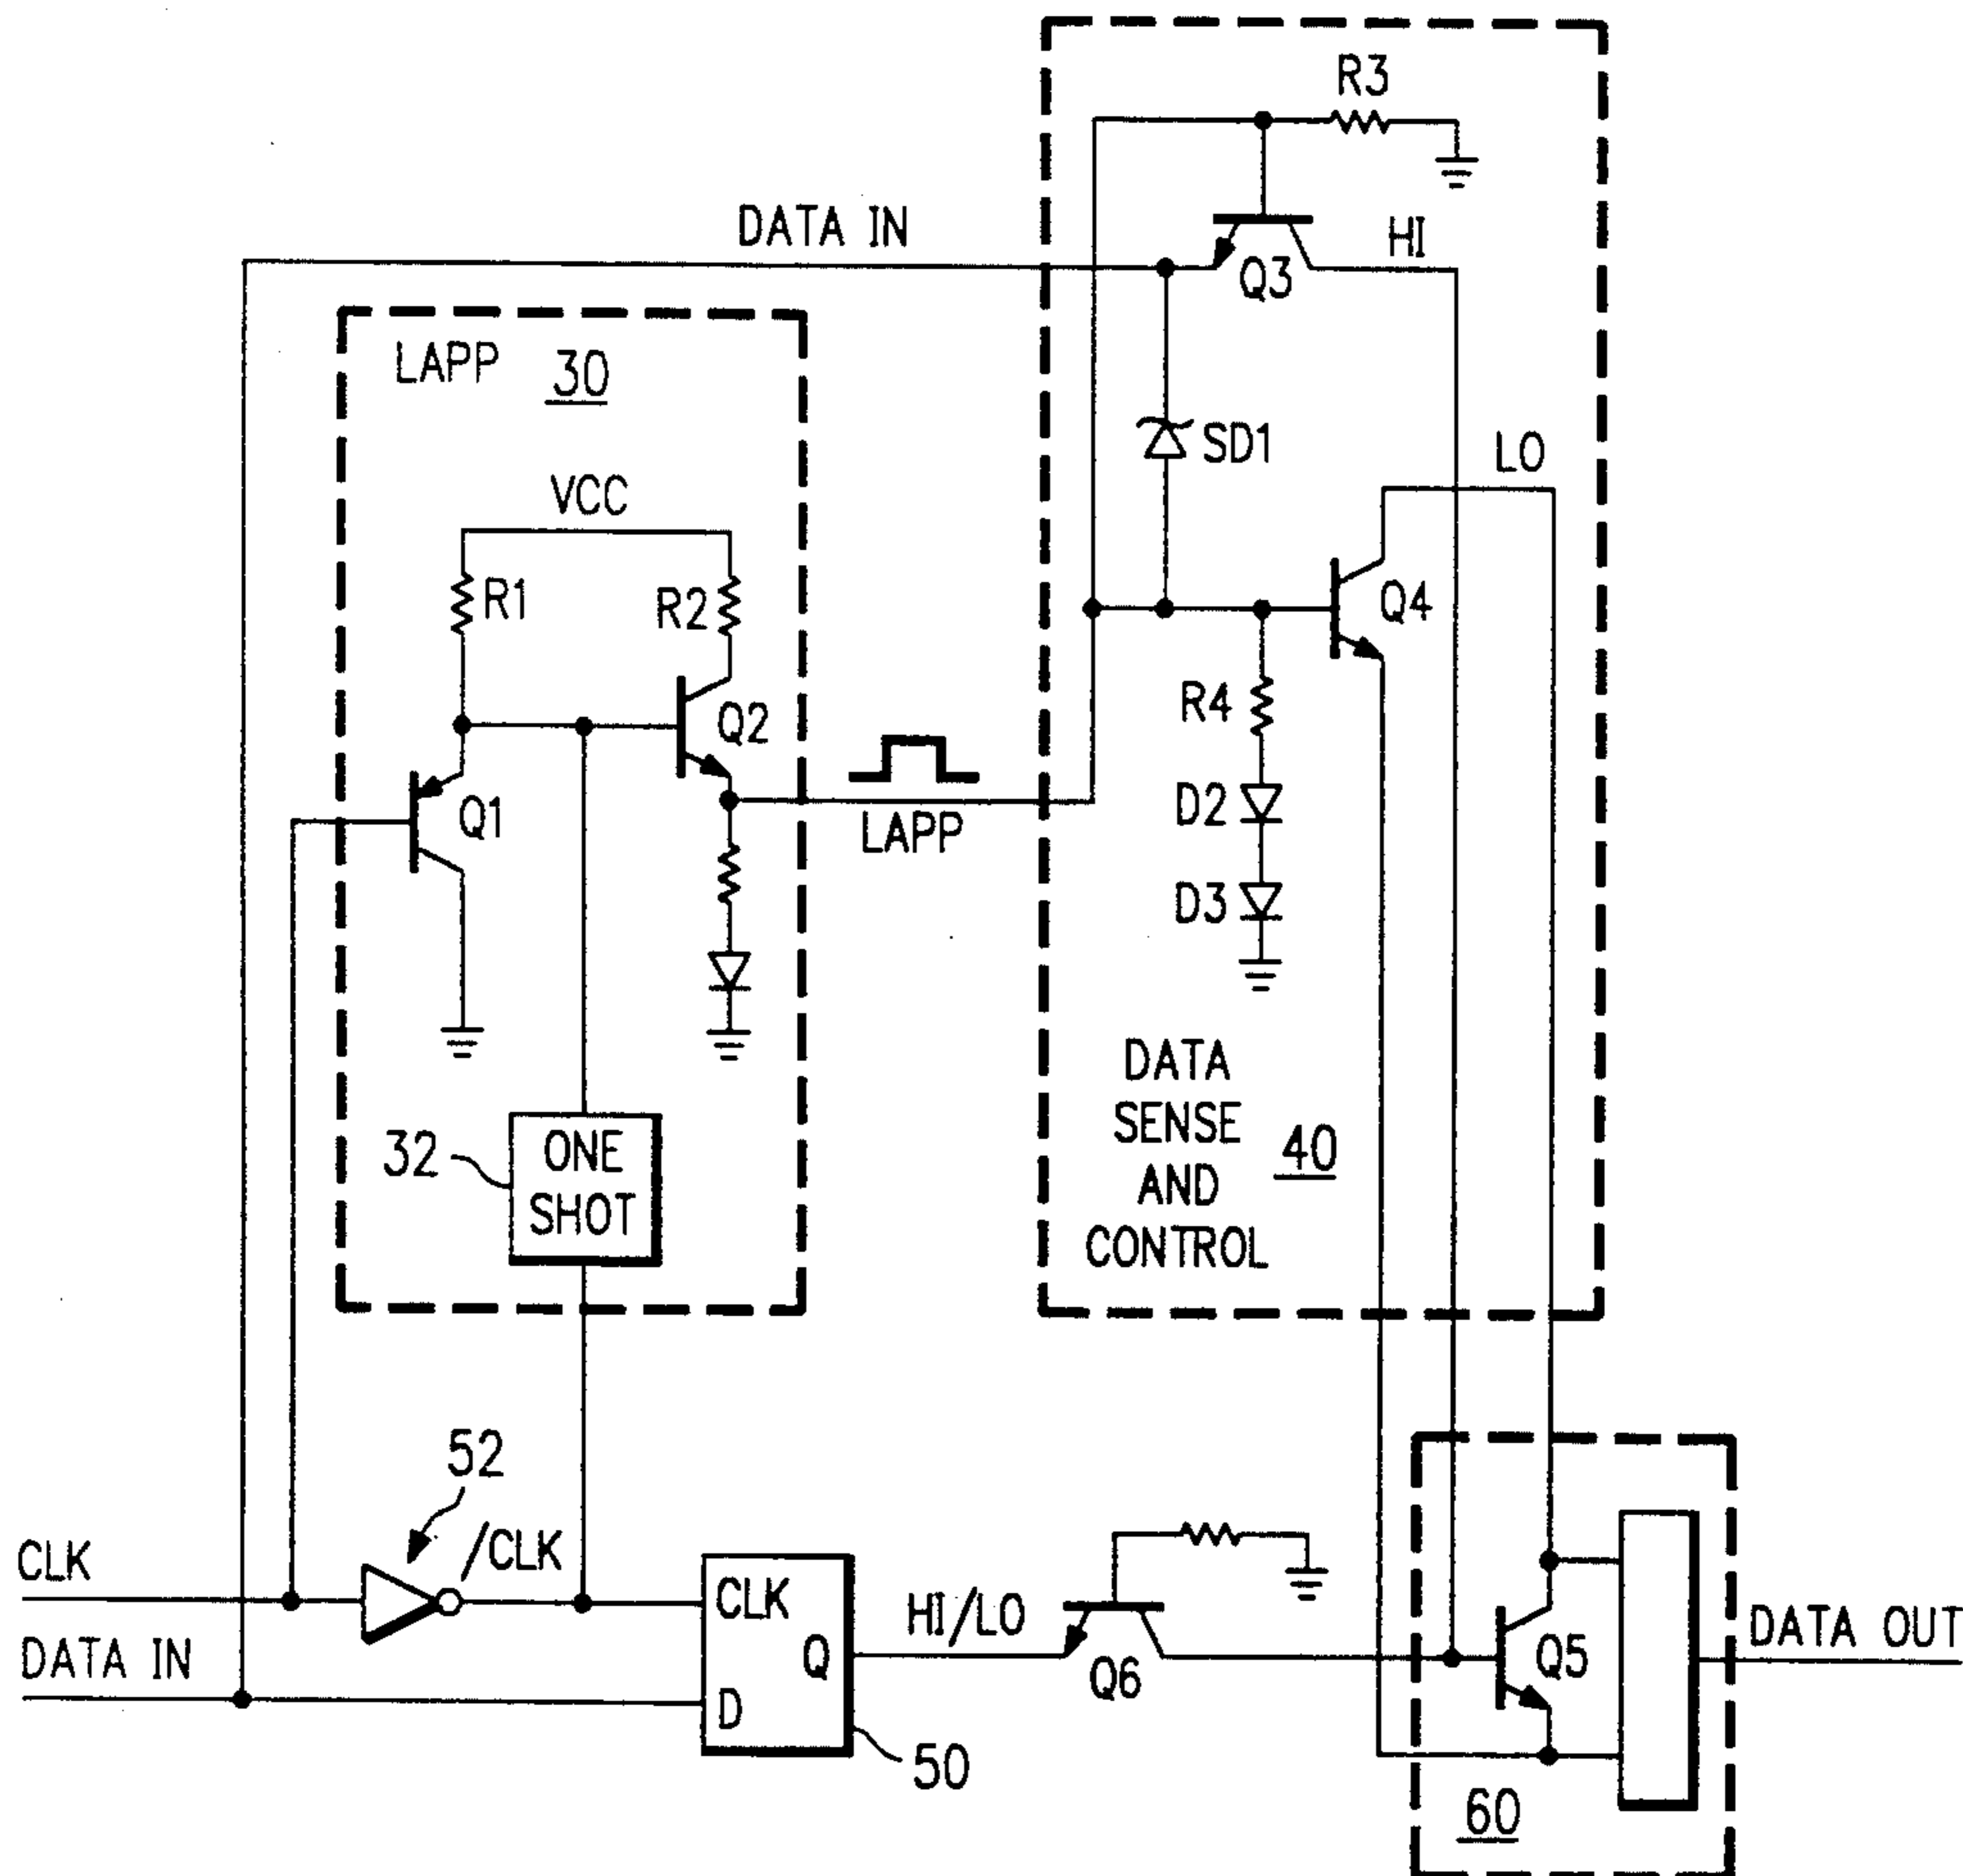 R3
DATA IN
HI
Q3
LAPP 30
SD1
LO
VCC
R1
R2
Q4
Q2
R4
Q1
LAPP
D2
D3
DATA
SENSE
AND
CONTROL
40
32
ONE
SHOT
52
CLK
/CLK
CLK
HI/LO
DATA IN
Q
D
Q6
Q5
DATA OUT
50
60